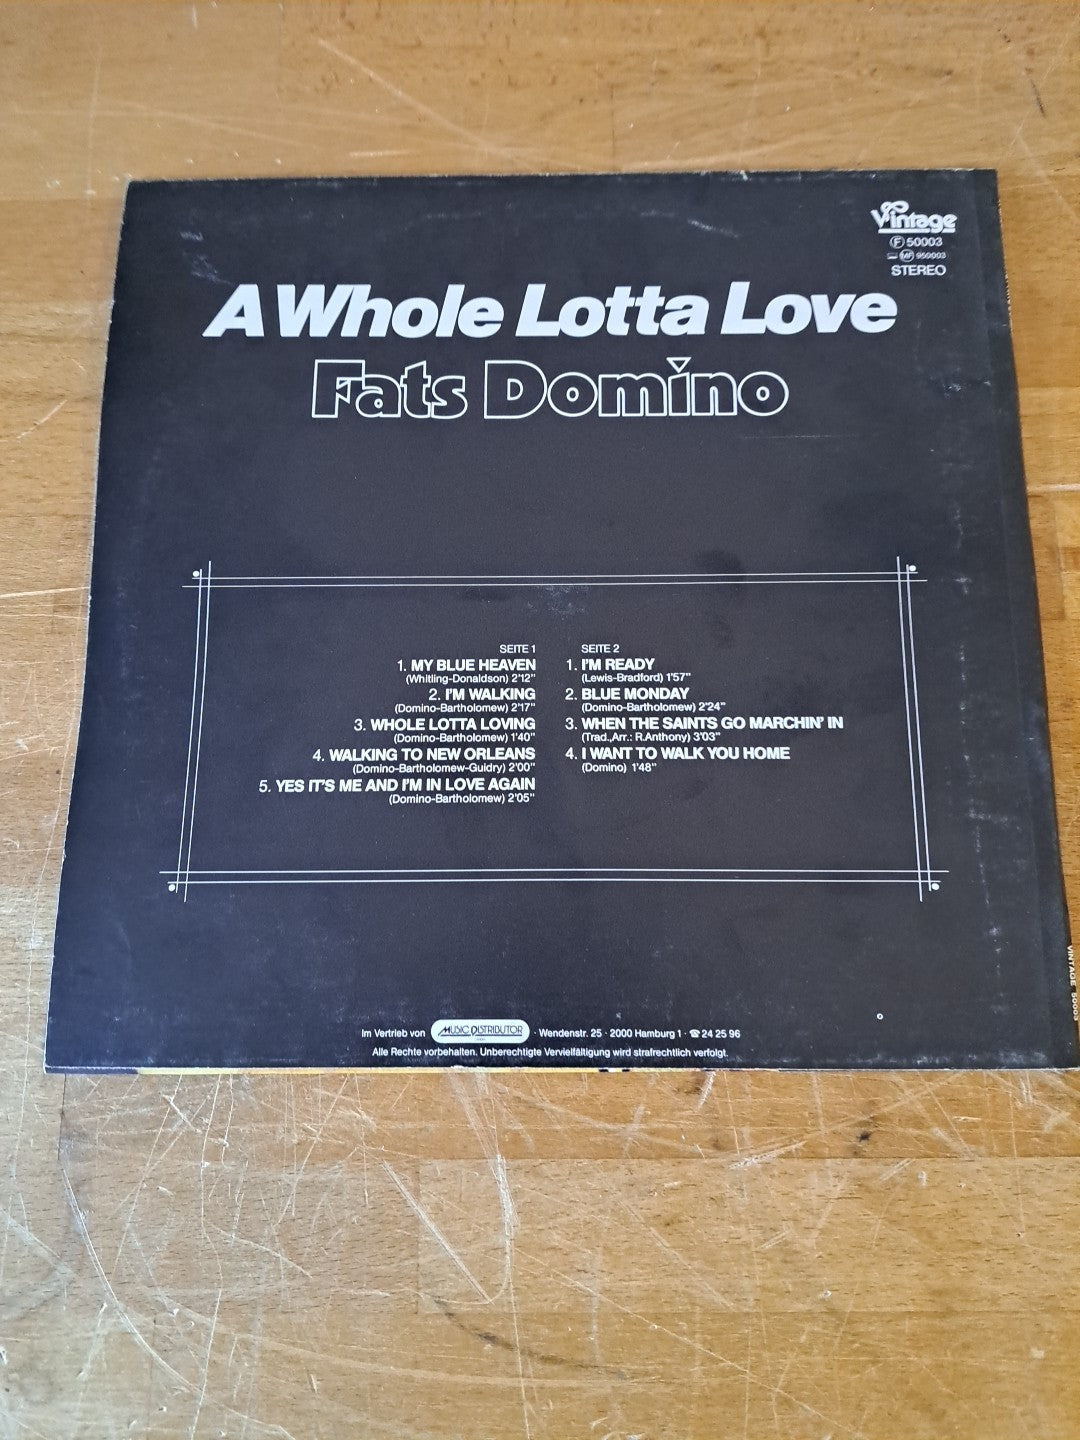 Vintage
F 50003
MF 950003
STEREO
A Whole Lotta Love
Fats Domino
SEITE 1
1. MY BLUE HEAVEN
(Whitling-Donaldson) 2'12"
2. I'M WALKING
(Domino-Bartholomew) 2'17"
3. WHOLE LOTTA LOVING
(Domino-Bartholomew) 1'40"
4. WALKING TO NEW ORLEANS
(Domino-Bartholomew-Guidry) 2'00"
5. YES IT'S ME AND I'M IN LOVE AGAIN
(Domino-Bartholomew) 2'05"
SEITE 2
1. I'M READY
(Lewis-Bradford) 1'57"
2. BLUE MONDAY
(Domino-Bartholomew) 2'24"
3. WHEN THE SAINTS GO MARCHIN' IN
(Trad.,Arr.: R.Anthony) 3'03"
4. I WANT TO WALK YOU HOME
(Domino) 1'48"
VINTAGE 50003
Im Vertrieb von MUSIC DISTRIBUTOR · Wendenstr. 25 · 2000 Hamburg 1 · ☎ 24 25 96
Alle Rechte vorbehalten. Unberechtigte Vervielfältigung wird strafrechtlich verfolgt.